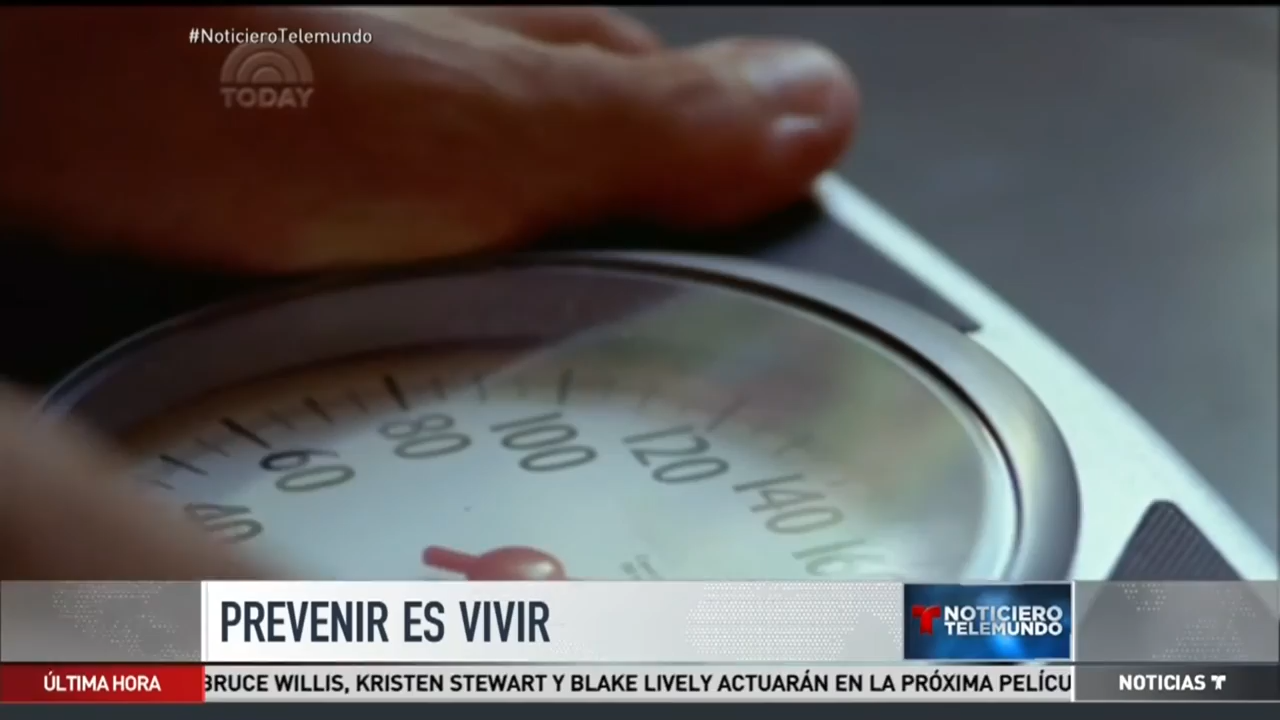 #NoticieroTelemundo
TODAY
40
60
80
100
120
140
160
PREVENIR ES VIVIR
NOTICIERO
TELEMUNDO
ÚLTIMA HORA
BRUCE WILLIS, KRISTEN STEWART Y BLAKE LIVELY ACTUARÁN EN LA PRÓXIMA PELÍCU
NOTICIAS